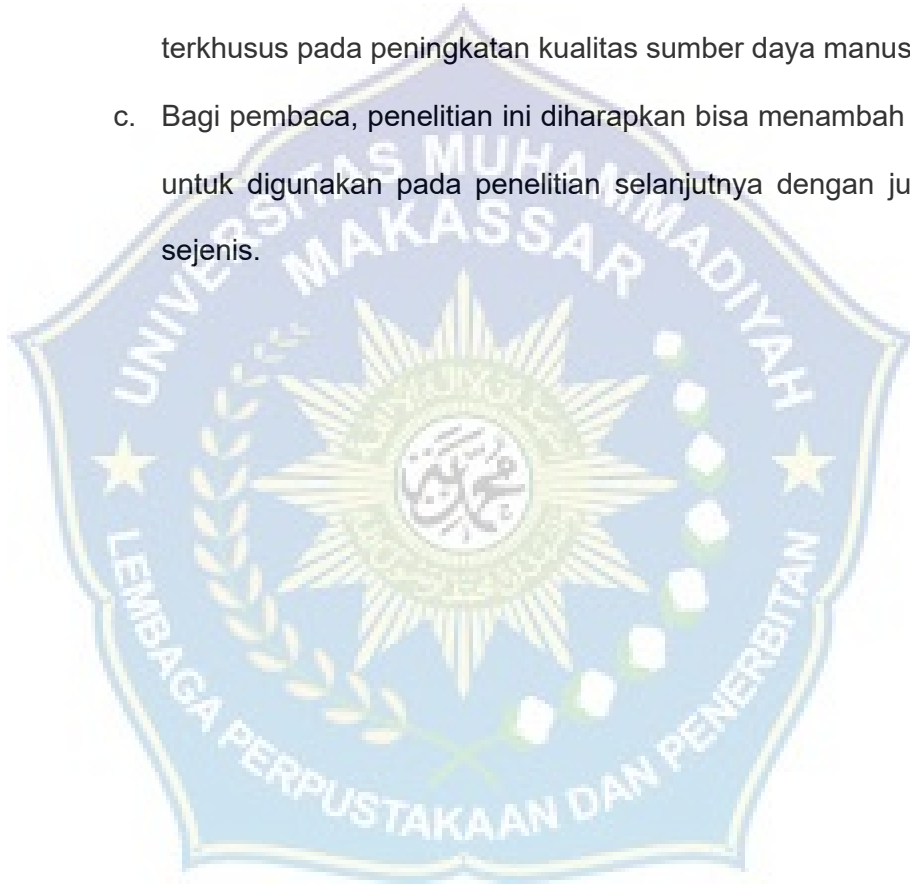 terkhusus pada peningkatan kualitas sumber daya manus
c. Bagi pembaca, penelitian ini diharapkan bisa menambah
untuk digunakan pada penelitian selanjutnya dengan ju
sejenis.
UNIVERSITAS MUHAMMADIYAH
MAKASSAR
LEMBAGA PERPUSTAKAAN DAN PENERBITAN